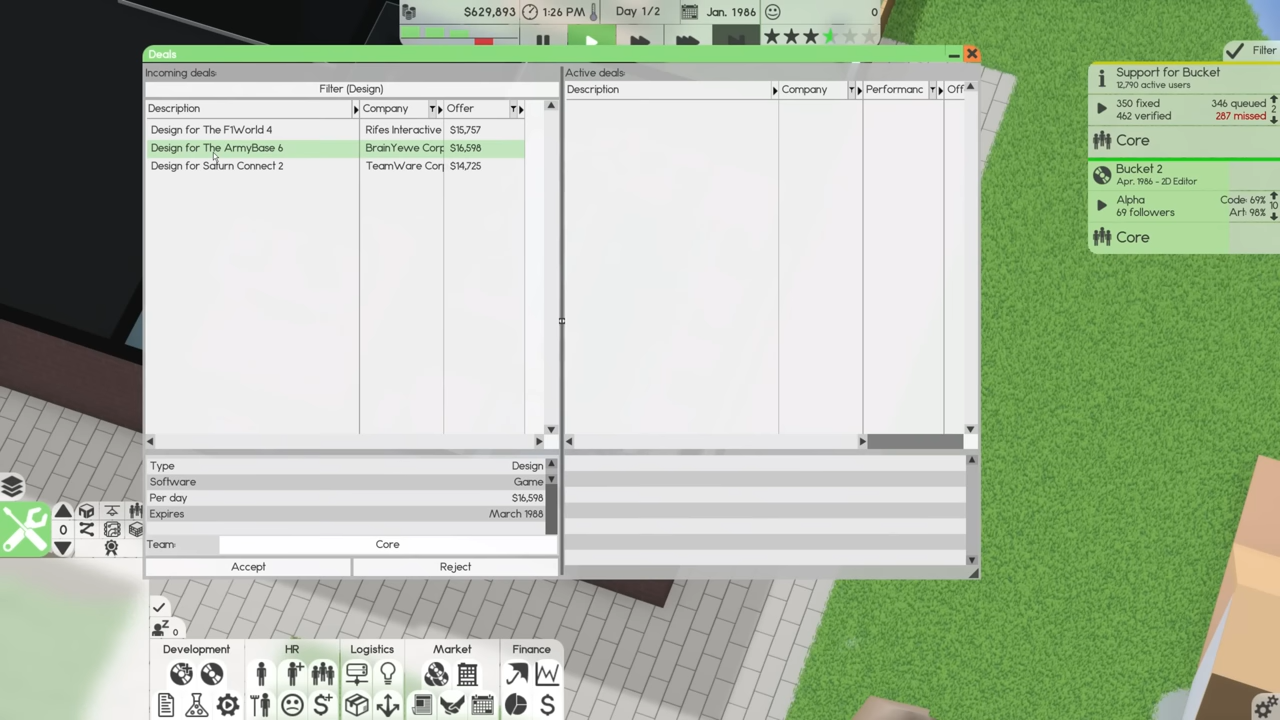 $629,893 1:26 PM Day 1/2 Jan. 1986 0
Deals
Incoming deals:
Filter (Design)
Description Company Offer
Design for The F1World 4 Rifes Interactive $15,757
Design for The ArmyBase 6 BrainYewe Corp $16,598
Design for Saturn Connect 2 TeamWare Corp $14,725
Type Design
Software Game
Per day $16,598
Expires March 1988
Team: Core
Accept Reject
Active deals:
Description Company Performanc Off
Filter
Support for Bucket
12,790 active users
350 fixed 346 queued
462 verified 287 missed
2
Core
Bucket 2
Apr. 1986 - 2D Editor
Alpha Code: 69%
69 followers Art: 98%
10
Core
0
0
Development HR Logistics Market Finance